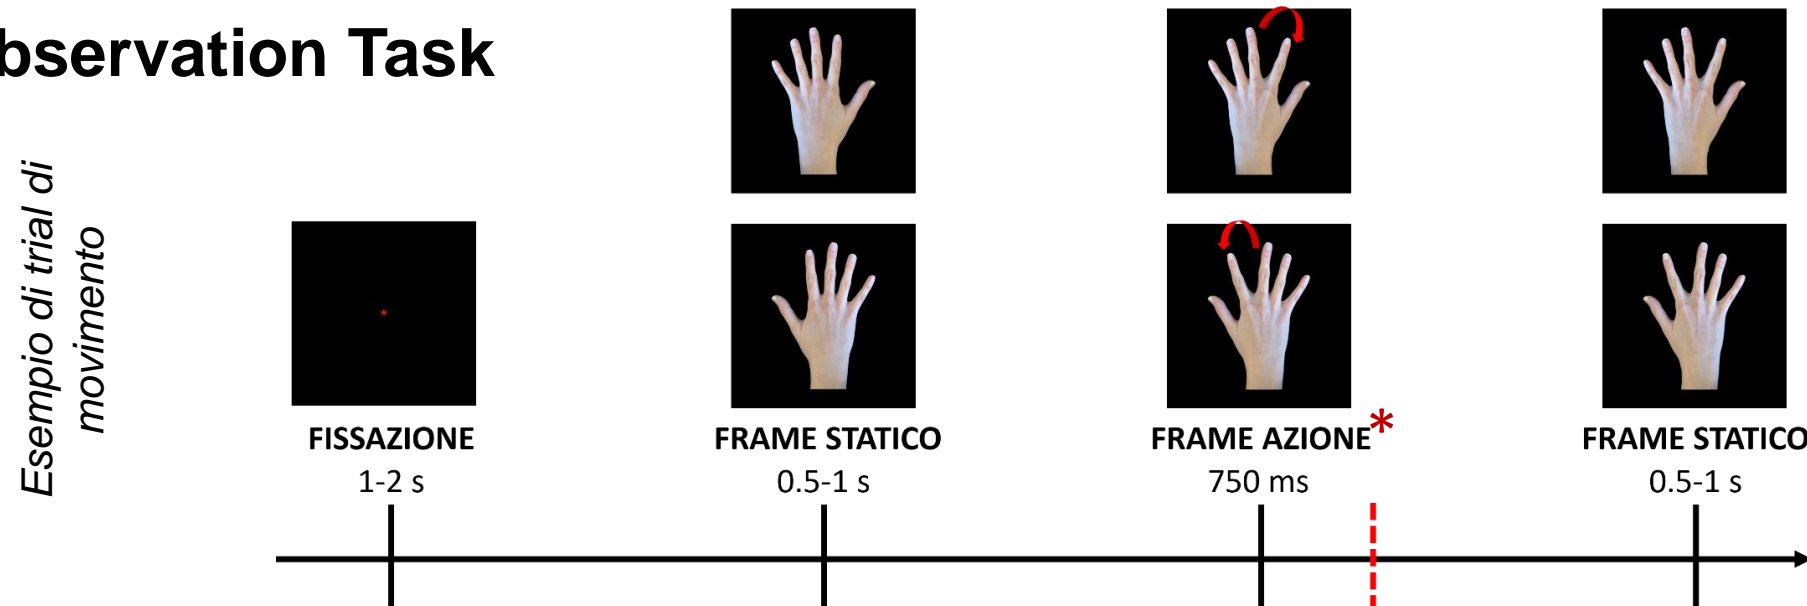 bservation Task
Esempio di trial di
movimento
*
FISSAZIONE
1-2 s
FRAME STATICO
0.5-1 s
FRAME AZIONE*
750 ms
FRAME STATICO
0.5-1 s